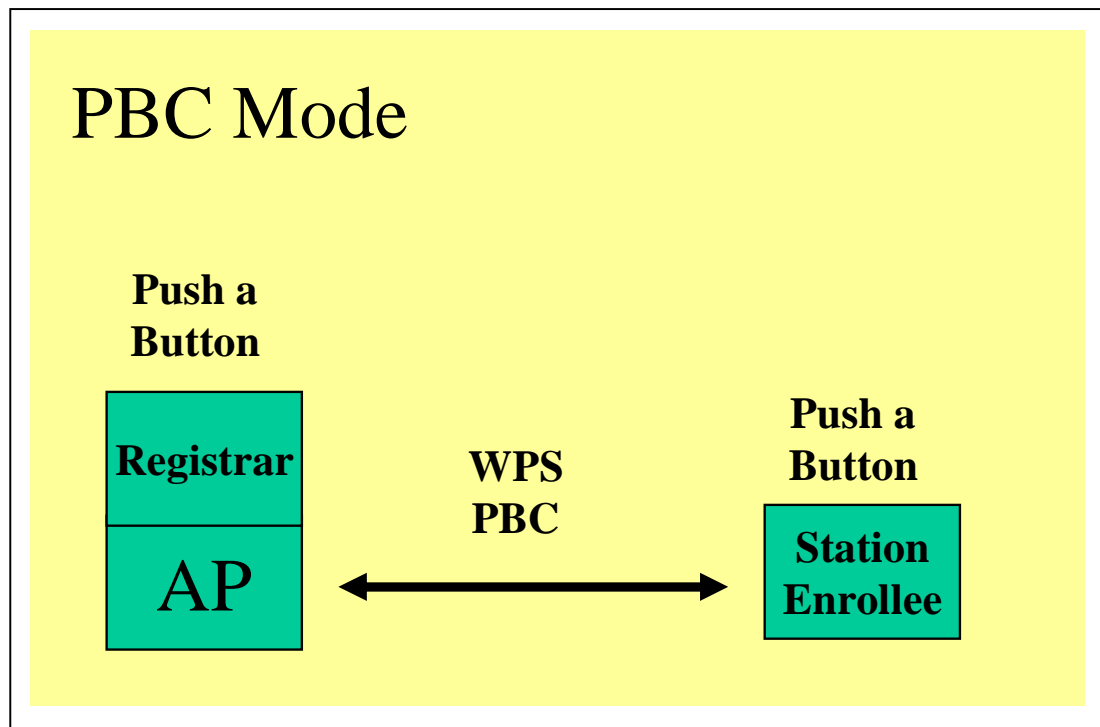 PBC Mode
Push a
Button
Registrar
AP
WPS
PBC
Push a
Button
Station
Enrollee